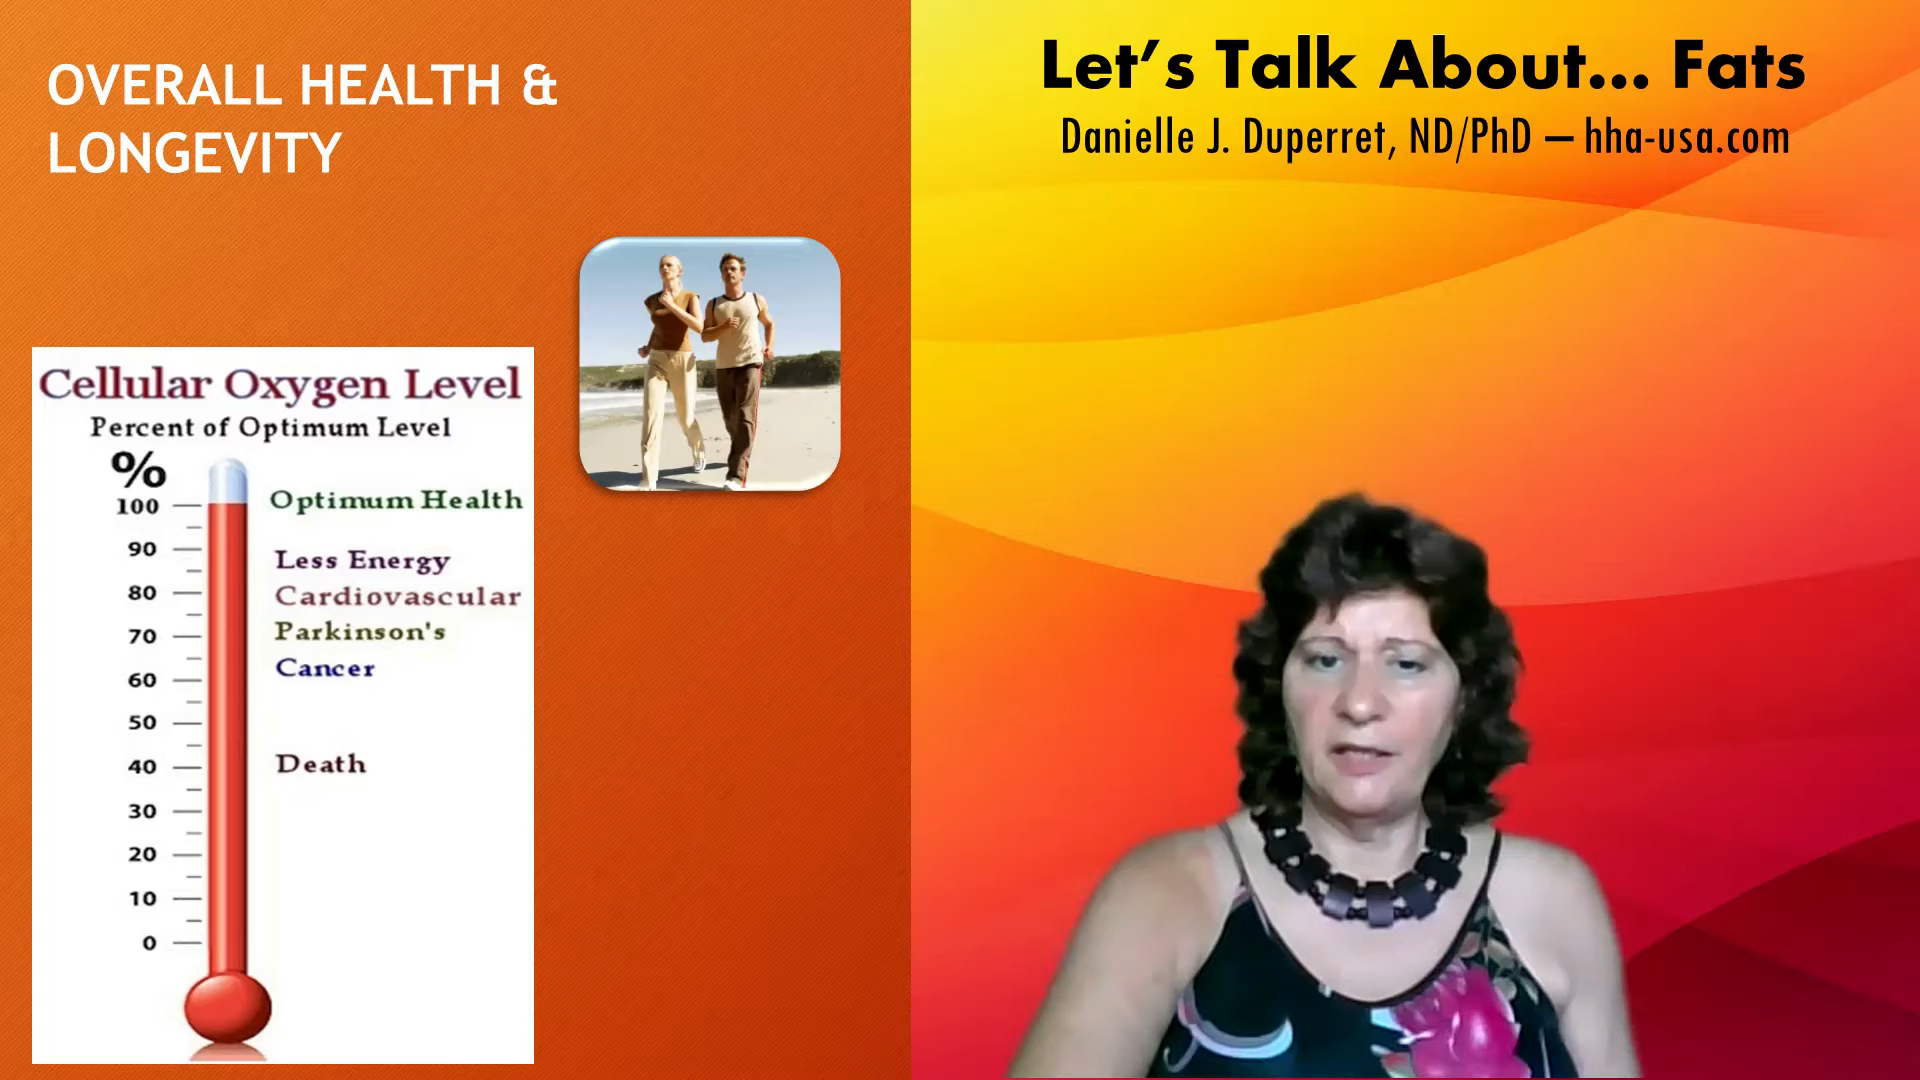 OVERALL HEALTH &
LONGEVITY
Let's Talk About... Fats
Danielle J. Duperret, ND/PhD – hha-usa.com
Cellular Oxygen Level
Percent of Optimum Level
%
100
Optimum Health
90
Less Energy
80
Cardiovascular
70
Parkinson's
60
Cancer
50
40
Death
30
20
10
0